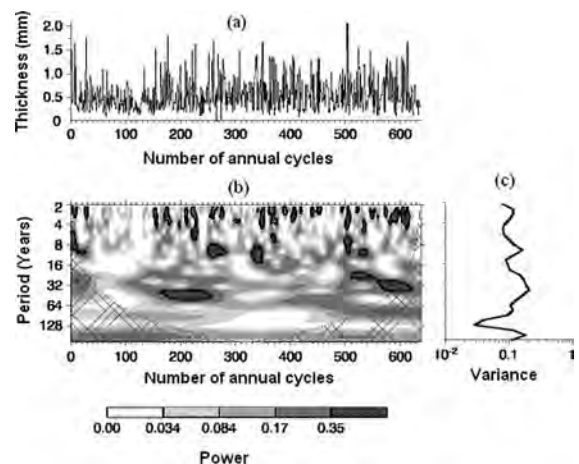 (a)
Thickness (mm)
2.0
1.5
1.0
0.5
0
0 100 200 300 400 500 600
Number of annual cycles
(b)
(c)
Period (Years)
2
4
8
16
32
64
128
0 100 200 300 400 500 600
10-2 0.1 1
Number of annual cycles
Variance
0.00 0.034 0.084 0.17 0.35
Power